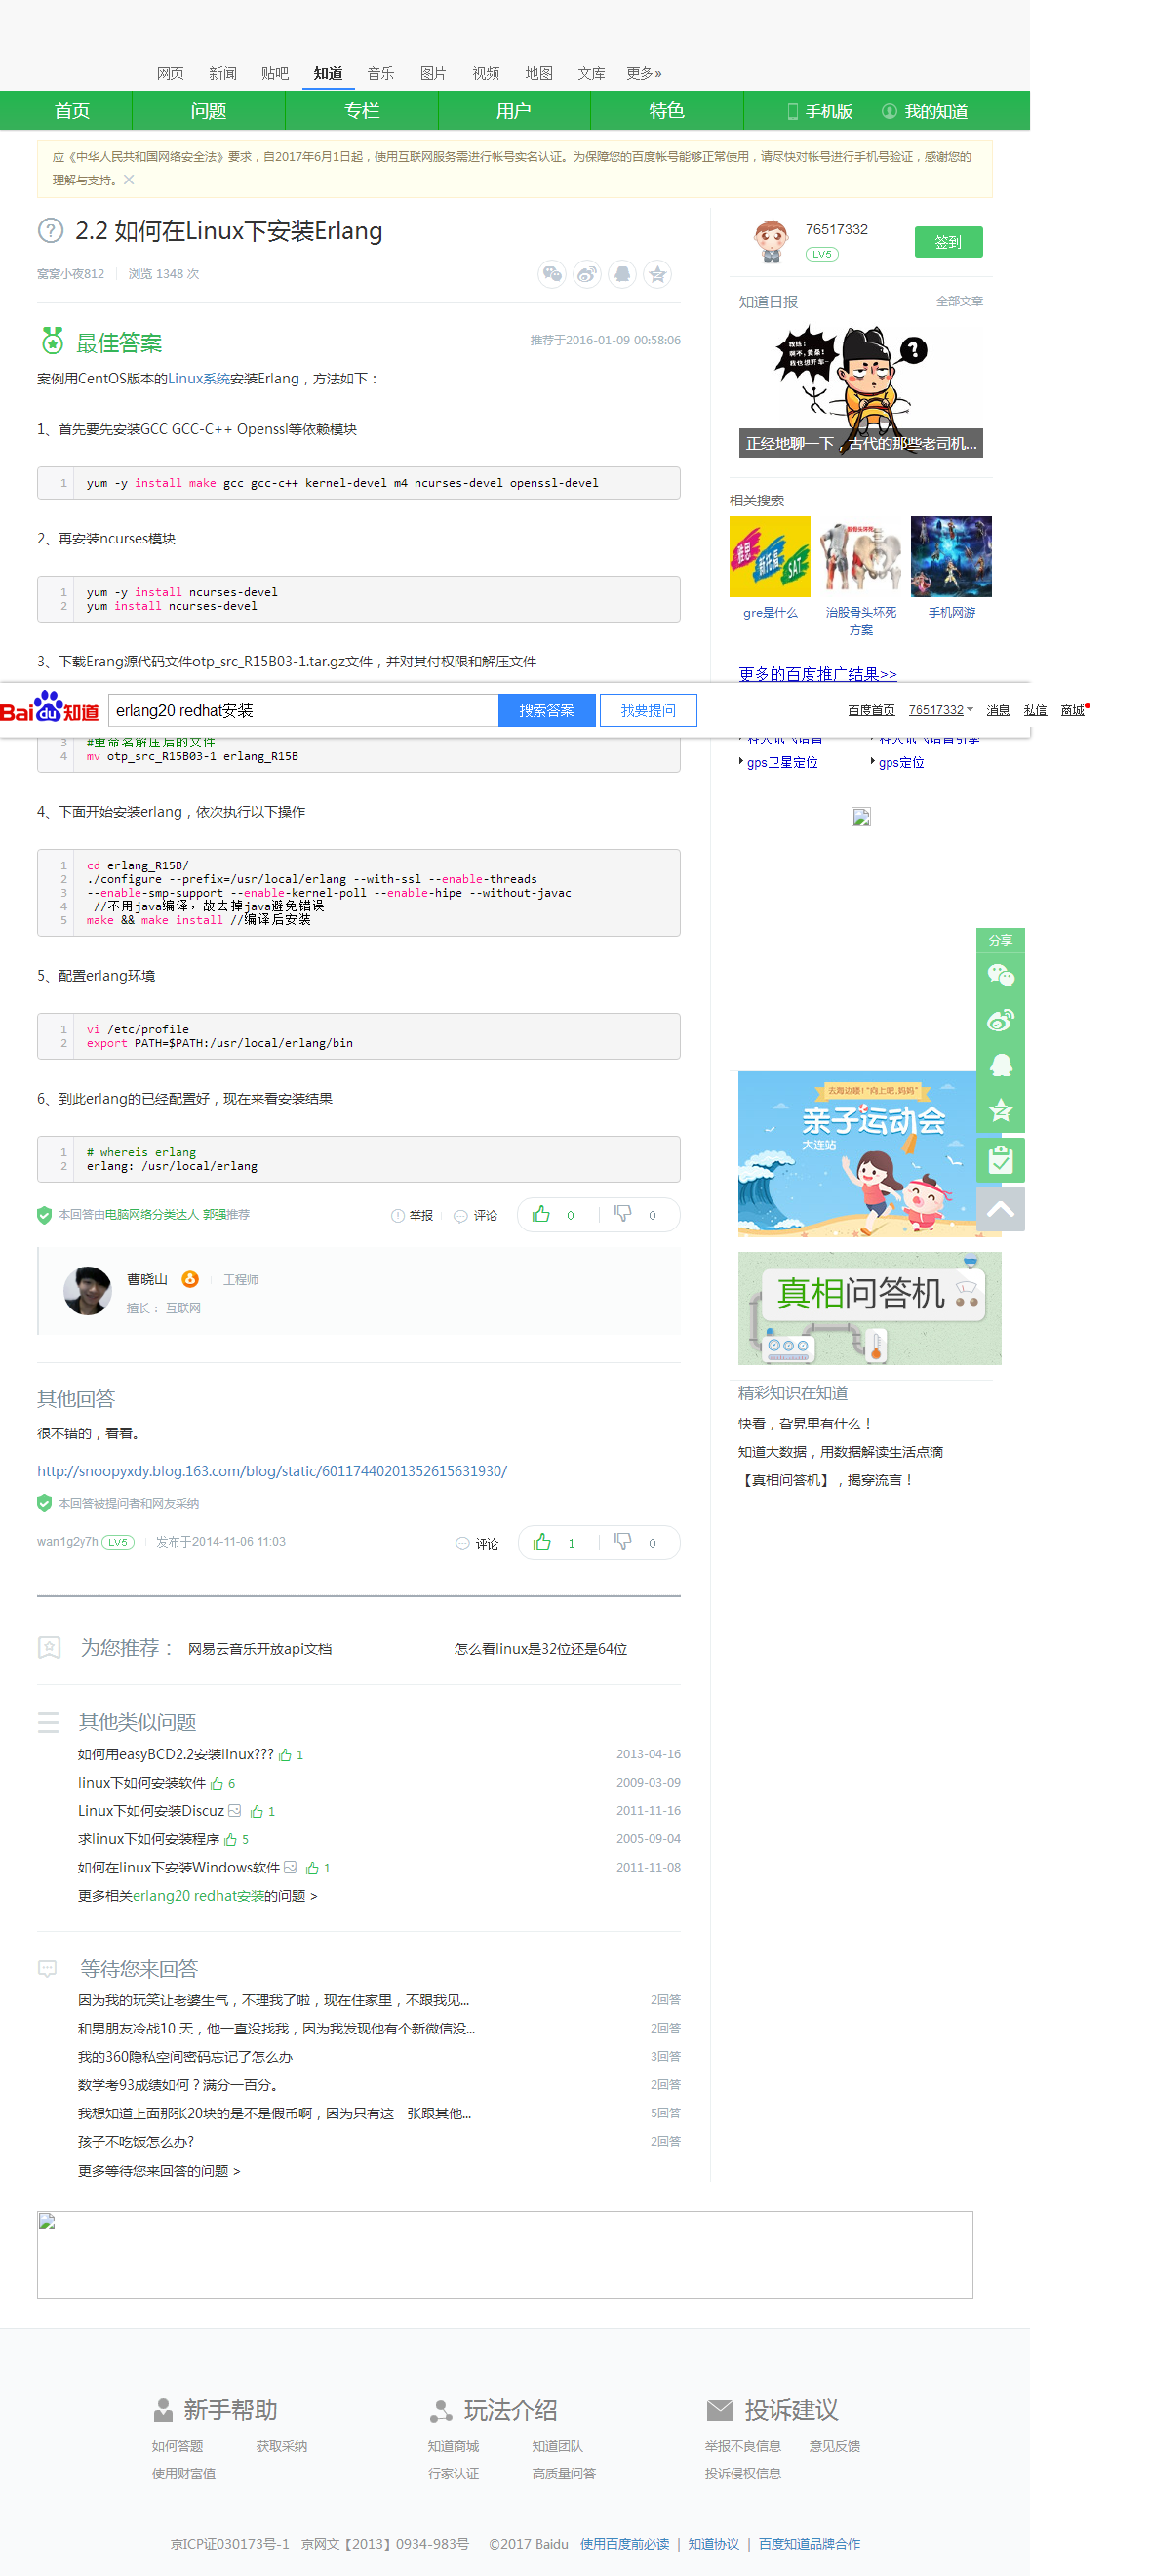 网页 新闻 贴吧 知道 音乐 图片 视频 地图 文库 更多»
首页 问题 专栏 用户 特色 手机版 我的知道
应《中华人民共和国网络安全法》要求，自2017年6月1日起，使用互联网服务需进行帐号实名认证。为保障您的百度帐号能够正常使用，请尽快对帐号进行手机号验证，感谢您的
理解与支持。
2.2 如何在Linux下安装Erlang
窝窝小夜812 浏览 1348 次
最佳答案
推荐于2016-01-09 00:58:06
案例用CentOS版本的Linux系统安装Erlang，方法如下：
1、首先要先安装GCC GCC-C++ Openssl等依赖模块
1 yum -y install make gcc gcc-c++ kernel-devel m4 ncurses-devel openssl-devel
2、再安装ncurses模块
1 yum -y install ncurses-devel
2 yum install ncurses-devel
3、下载Erang源代码文件otp_src_R15B03-1.tar.gz文件，并对其付权限和解压文件
Bai du 知道 erlang20 redhat安装 搜索答案 我要提问 百度首页 76517332 消息 私信 商城
3 #重命名解压后的文件
4 mv otp_src_R15B03-1 erlang_R15B
4、下面开始安装erlang，依次执行以下操作
1 cd erlang_R15B/
2 ./configure --prefix=/usr/local/erlang --with-ssl --enable-threads
3 --enable-smp-support --enable-kernel-poll --enable-hipe --without-javac
4 //不用java编译，故去掉java避免错误
5 make && make install //编译后安装
5、配置erlang环境
1 vi /etc/profile
2 export PATH=$PATH:/usr/local/erlang/bin
6、到此erlang的已经配置好，现在来看安装结果
1 # whereis erlang
2 erlang: /usr/local/erlang
本回答由电脑网络分类达人 郭强推荐
举报 评论 0 0
曹晓山 工程师
擅长： 互联网
其他回答
很不错的，看看。
http://snoopyxdy.blog.163.com/blog/static/60117440201352615631930/
本回答被提问者和网友采纳
wan1g2y7h LV5 发布于2014-11-06 11:03 评论 1 0
为您推荐： 网易云音乐开放api文档 怎么看linux是32位还是64位
其他类似问题
如何用easyBCD2.2安装linux??? 1 2013-04-16
linux下如何安装软件 6 2009-03-09
Linux下如何安装Discuz 1 2011-11-16
求linux下如何安装程序 5 2005-09-04
如何在linux下安装Windows软件 1 2011-11-08
更多相关erlang20 redhat安装的问题 >
等待您来回答
因为我的玩笑让老婆生气，不理我了啦，现在住家里，不跟我见... 2回答
和男朋友冷战10 天，他一直没找我，因为我发现他有个新微信没... 2回答
我的360隐私空间密码忘记了怎么办 3回答
数学考93成绩如何？满分一百分。 2回答
我想知道上面那张20块的是不是假币啊，因为只有这一张跟其他... 5回答
孩子不吃饭怎么办? 2回答
更多等待您来回答的问题 >
76517332
LV5
签到
知道日报 全部文章
正经地聊一下，古代的那些老司机...
相关搜索
雅思 新托福 SAT
gre是什么 治股骨头坏死 手机网游
方案
更多的百度推广结果>>
gps卫星定位 gps定位
分享
去海边喽!“向上吧,妈妈”
亲子运动会
大连站
真相问答机
精彩知识在知道
快看，旮旯里有什么！
知道大数据，用数据解读生活点滴
【真相问答机】，揭穿流言！
新手帮助 玩法介绍 投诉建议
如何答题 获取采纳 知道商城 知道团队 举报不良信息 意见反馈
使用财富值 行家认证 高质量问答 投诉侵权信息
京ICP证030173号-1 京网文【2013】0934-983号 ©2017 Baidu 使用百度前必读 | 知道协议 | 百度知道品牌合作